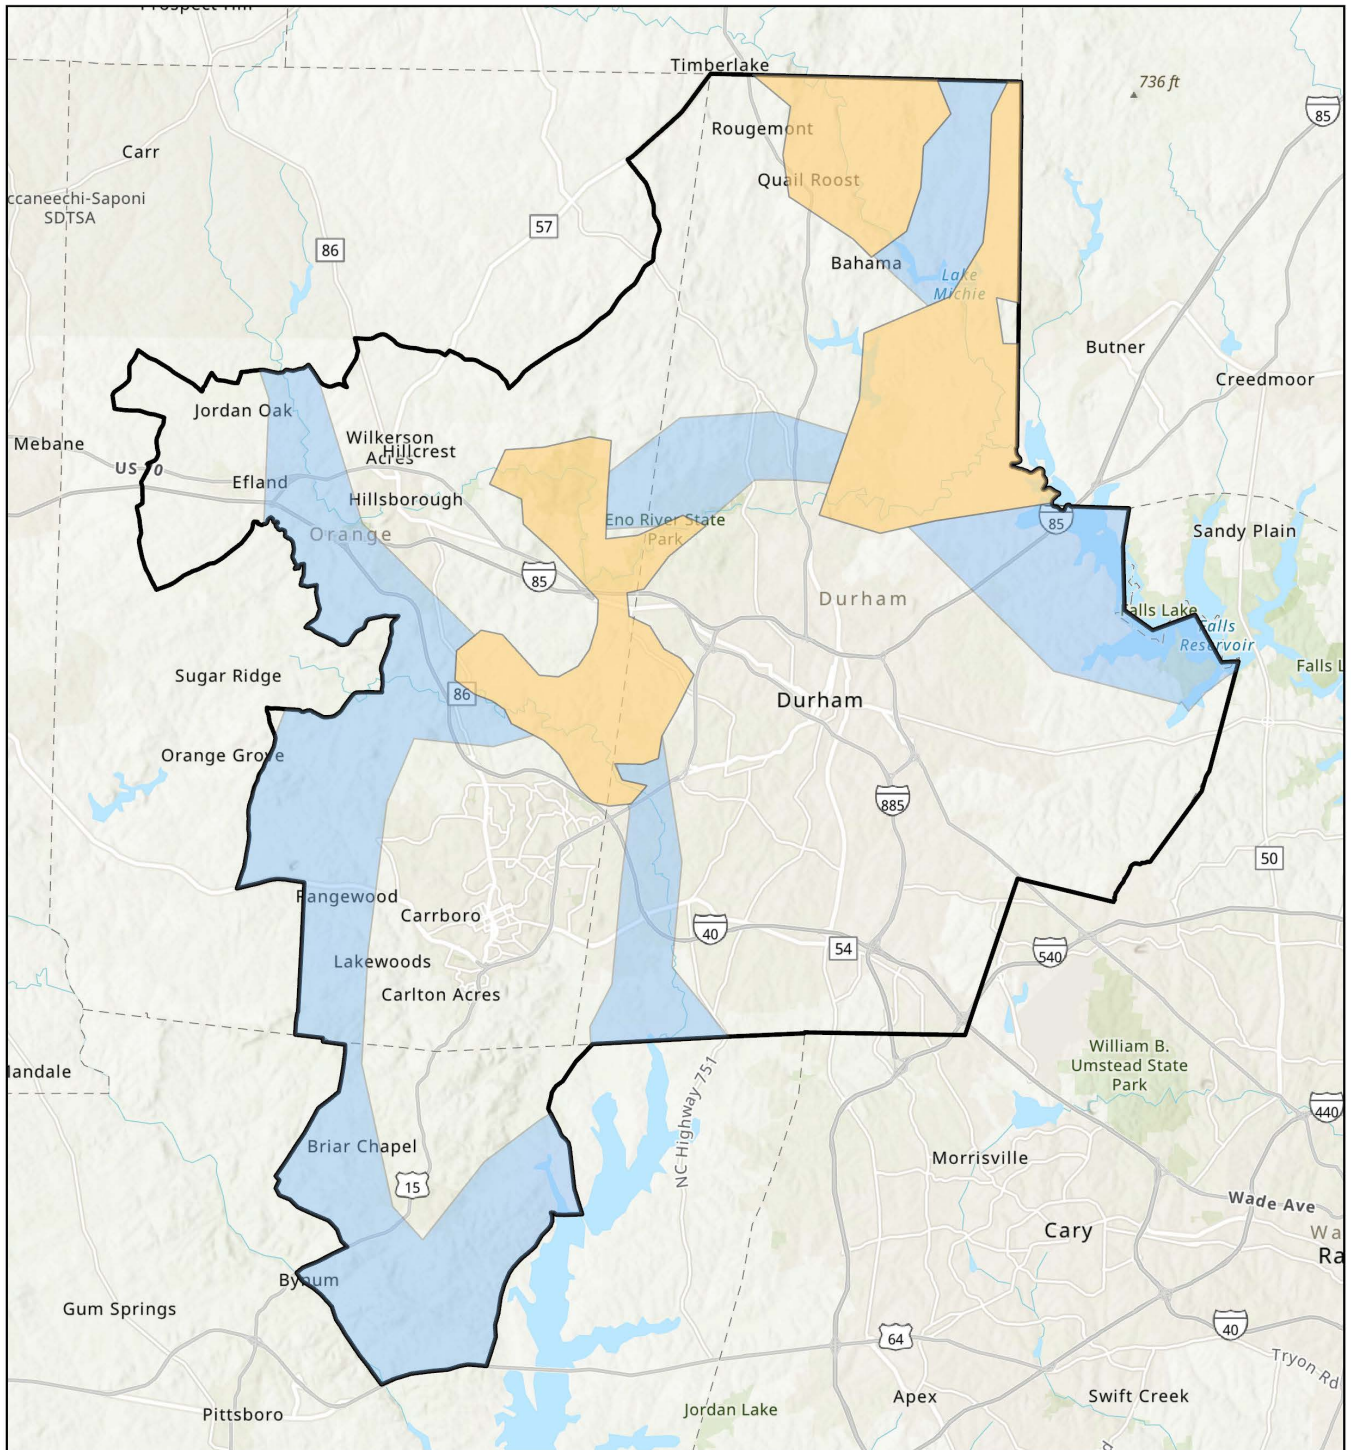 Prospect Hill
Timberlake
736 ft
85
Rougemont
Carr
Quail Roost
ccaneechi-Saponi
SDTSA
57
86
Bahama
Lake
Michie
Butner
Creedmoor
Jordan Oak
Mebane
Wilkerson
Acres
Hillcrest
US 70
Efland
Hillsborough
Orange
Eno River State
Park
85
Sandy Plain
85
Durham
Falls Lake
Falls
Reservoir
Falls L
Sugar Ridge
86
Durham
Orange Grove
885
50
Rangewood
Carrboro
40
54
540
Lakewoods
Carlton Acres
William B.
Umstead State
Park
landale
NC Highway 751
440
Briar Chapel
Morrisville
15
Wade Ave
Cary
Wa
Ra
Bynum
Gum Springs
64
40
Tryon Rd
Apex
Swift Creek
Jordan Lake
Pittsboro